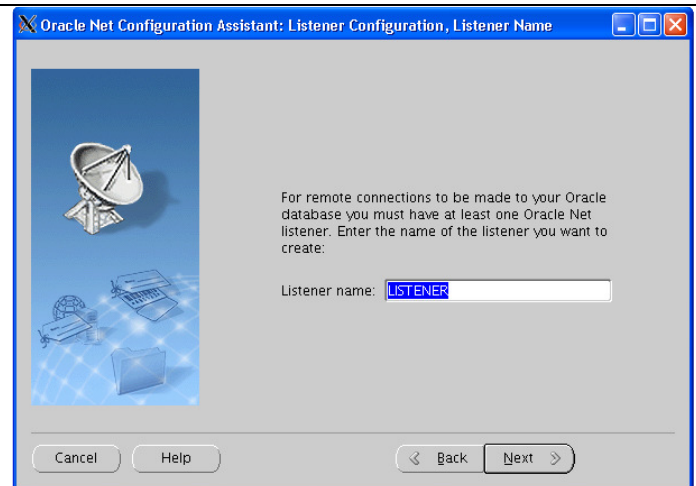 Oracle Net Configuration Assistant: Listener Configuration, Listener Name
For remote connections to be made to your Oracle
database you must have at least one Oracle Net
listener. Enter the name of the listener you want to
create:
Listener name: LISTENER
Cancel Help Back Next